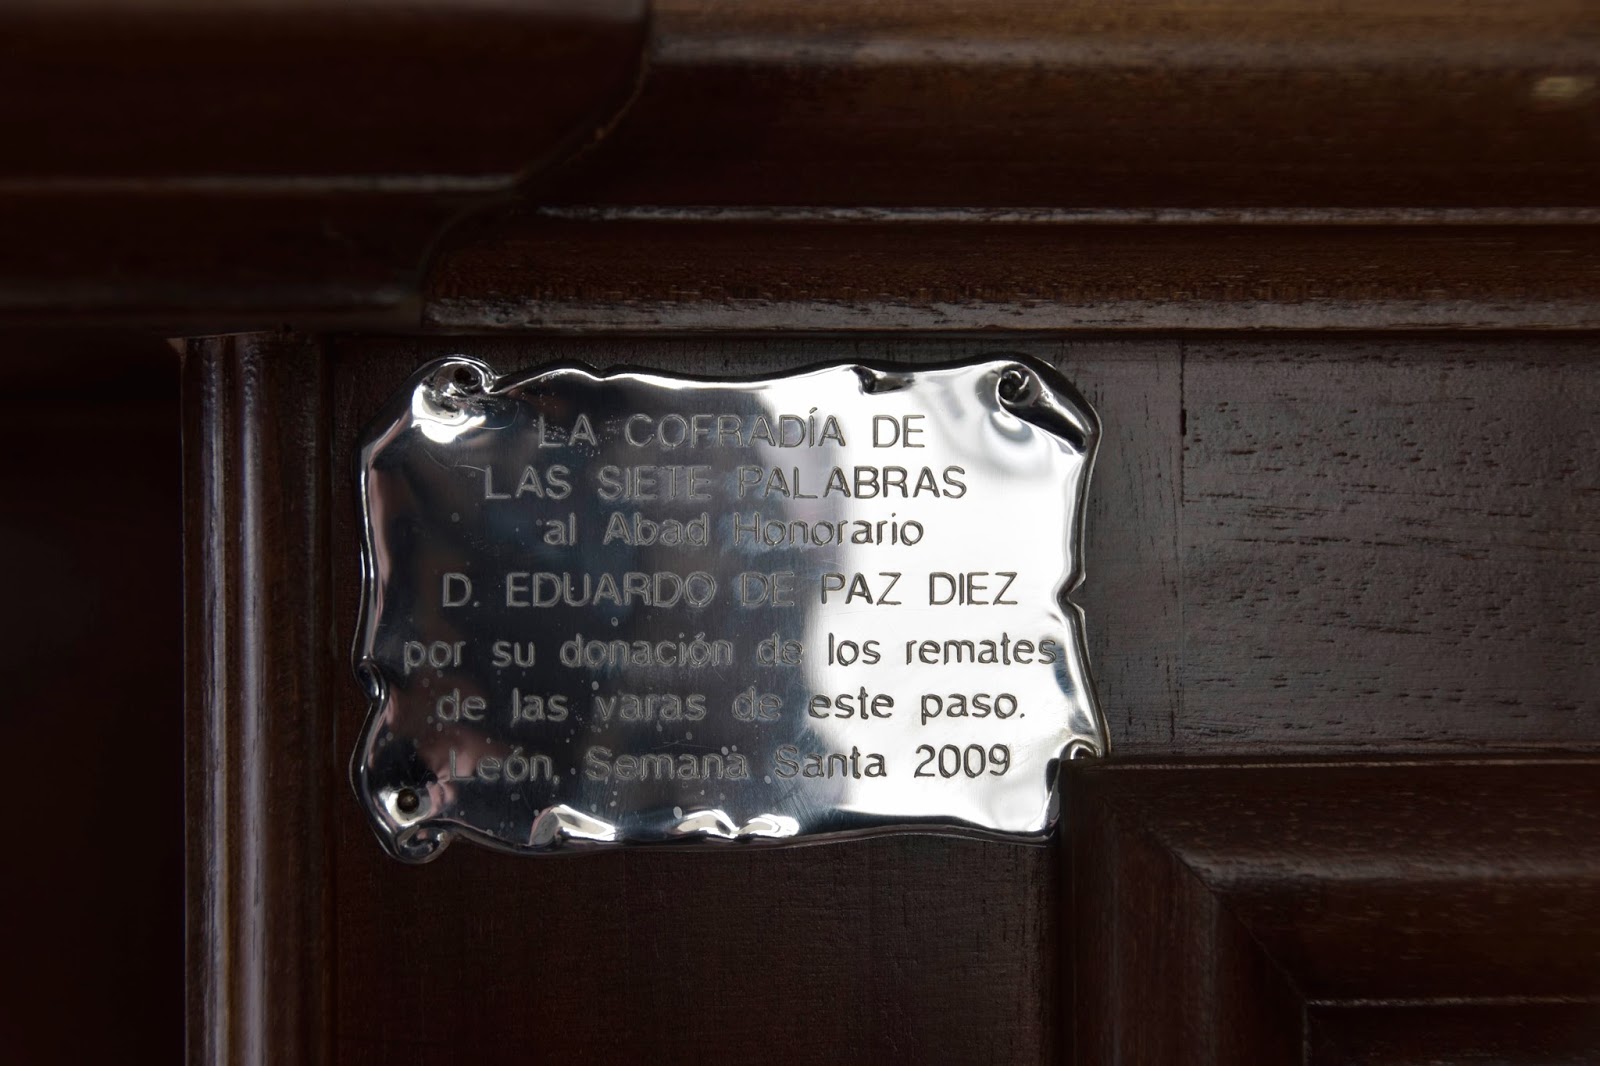 LA COFRADÍA DE
LAS SIETE PALABRAS
al Abad Honorario
D. EDUARDO DE PAZ DIEZ
por su donación de los remates
de las varas de este paso.
León, Semana Santa 2009